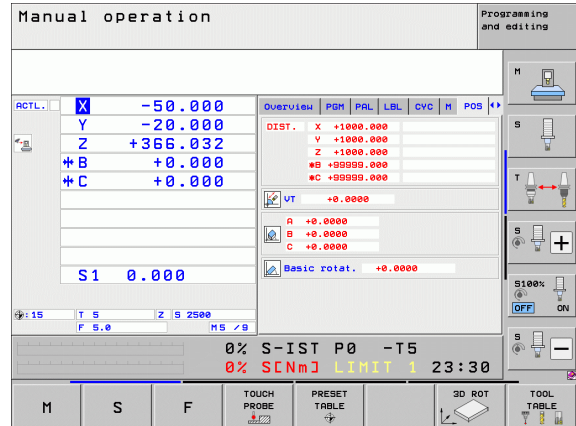 Manual operation
Programming
and editing
ACTL. X -50.000
Y -20.000
Z +366.032
B +0.000
C +0.000
S1 0.000
:15 T 5 Z S 2500
F 5.0 M5 /9
Overview PGM PAL LBL CYC M POS
DIST. X +1000.000
Y +1000.000
Z +1000.000
*B +99999.000
*C +99999.000
VT +0.0000
A +0.0000
B +0.0000
C +0.0000
Basic rotat. +0.0000
0% S-IST P0 -T5
0% S[Nm] LIMIT 1 23:30
M
S
T
S +
S100%
OFF ON
S -
M
S
F
TOUCH
PROBE
PRESET
TABLE
3D ROT
TOOL
TABLE